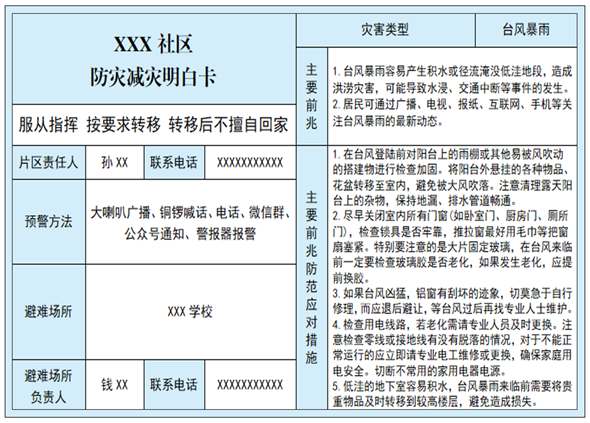 XXX 社区
防灾减灾明白卡
服从指挥 按要求转移 转移后不擅自回家
片区责任人
孙 XX
联系电话
XXXXXXXXXXX
预警方法
大喇叭广播、铜锣喊话、电话、微信群、
公众号通知、警报器报警
避难场所
XXX 学校
避难场所
负责人
钱 XX
联系电话
XXXXXXXXXXX
灾害类型
台风暴雨
主要前兆
1. 台风暴雨容易产生积水或径流淹没低洼地段，造成
洪涝灾害，可能导致水浸、交通中断等事件的发生。
2. 居民可通过广播、电视、报纸、互联网、手机等关
注台风暴雨的最新动态。
主要前兆防范应对措施
1. 在台风登陆前对阳台上的雨棚或其他易被风吹动
的搭建物进行检查加固。将阳台外悬挂的各种物品、
花盆转移至室内，避免被大风吹落。注意清理露天阳
台上的杂物，保持地漏、排水管道畅通。
2. 尽早关闭室内所有门窗(如卧室门、厨房门、厕所
门)，检查锁具是否牢靠，推拉窗最好用毛巾等把窗
扇塞紧。特别要注意的是大片固定玻璃，在台风来临
前一定要检查玻璃胶是否老化，如果发生老化，应提
前换胶。
3. 如果台风凶猛，铝窗有刮坏的迹象，切莫急于自行
修理，而应退后避让，等台风过后再找专业人士维护。
4. 检查用电线路，若老化需请专业人员及时更换。注
意检查零线或接地线有没有脱落的情况，对于不能正
常运行的应立即请专业电工维修或更换，确保家庭用
电安全。切断不常用的家用电器电源。
5. 低洼的地下室容易积水，台风暴雨来临前需要将贵
重物品及时转移到较高楼层，避免造成损失。